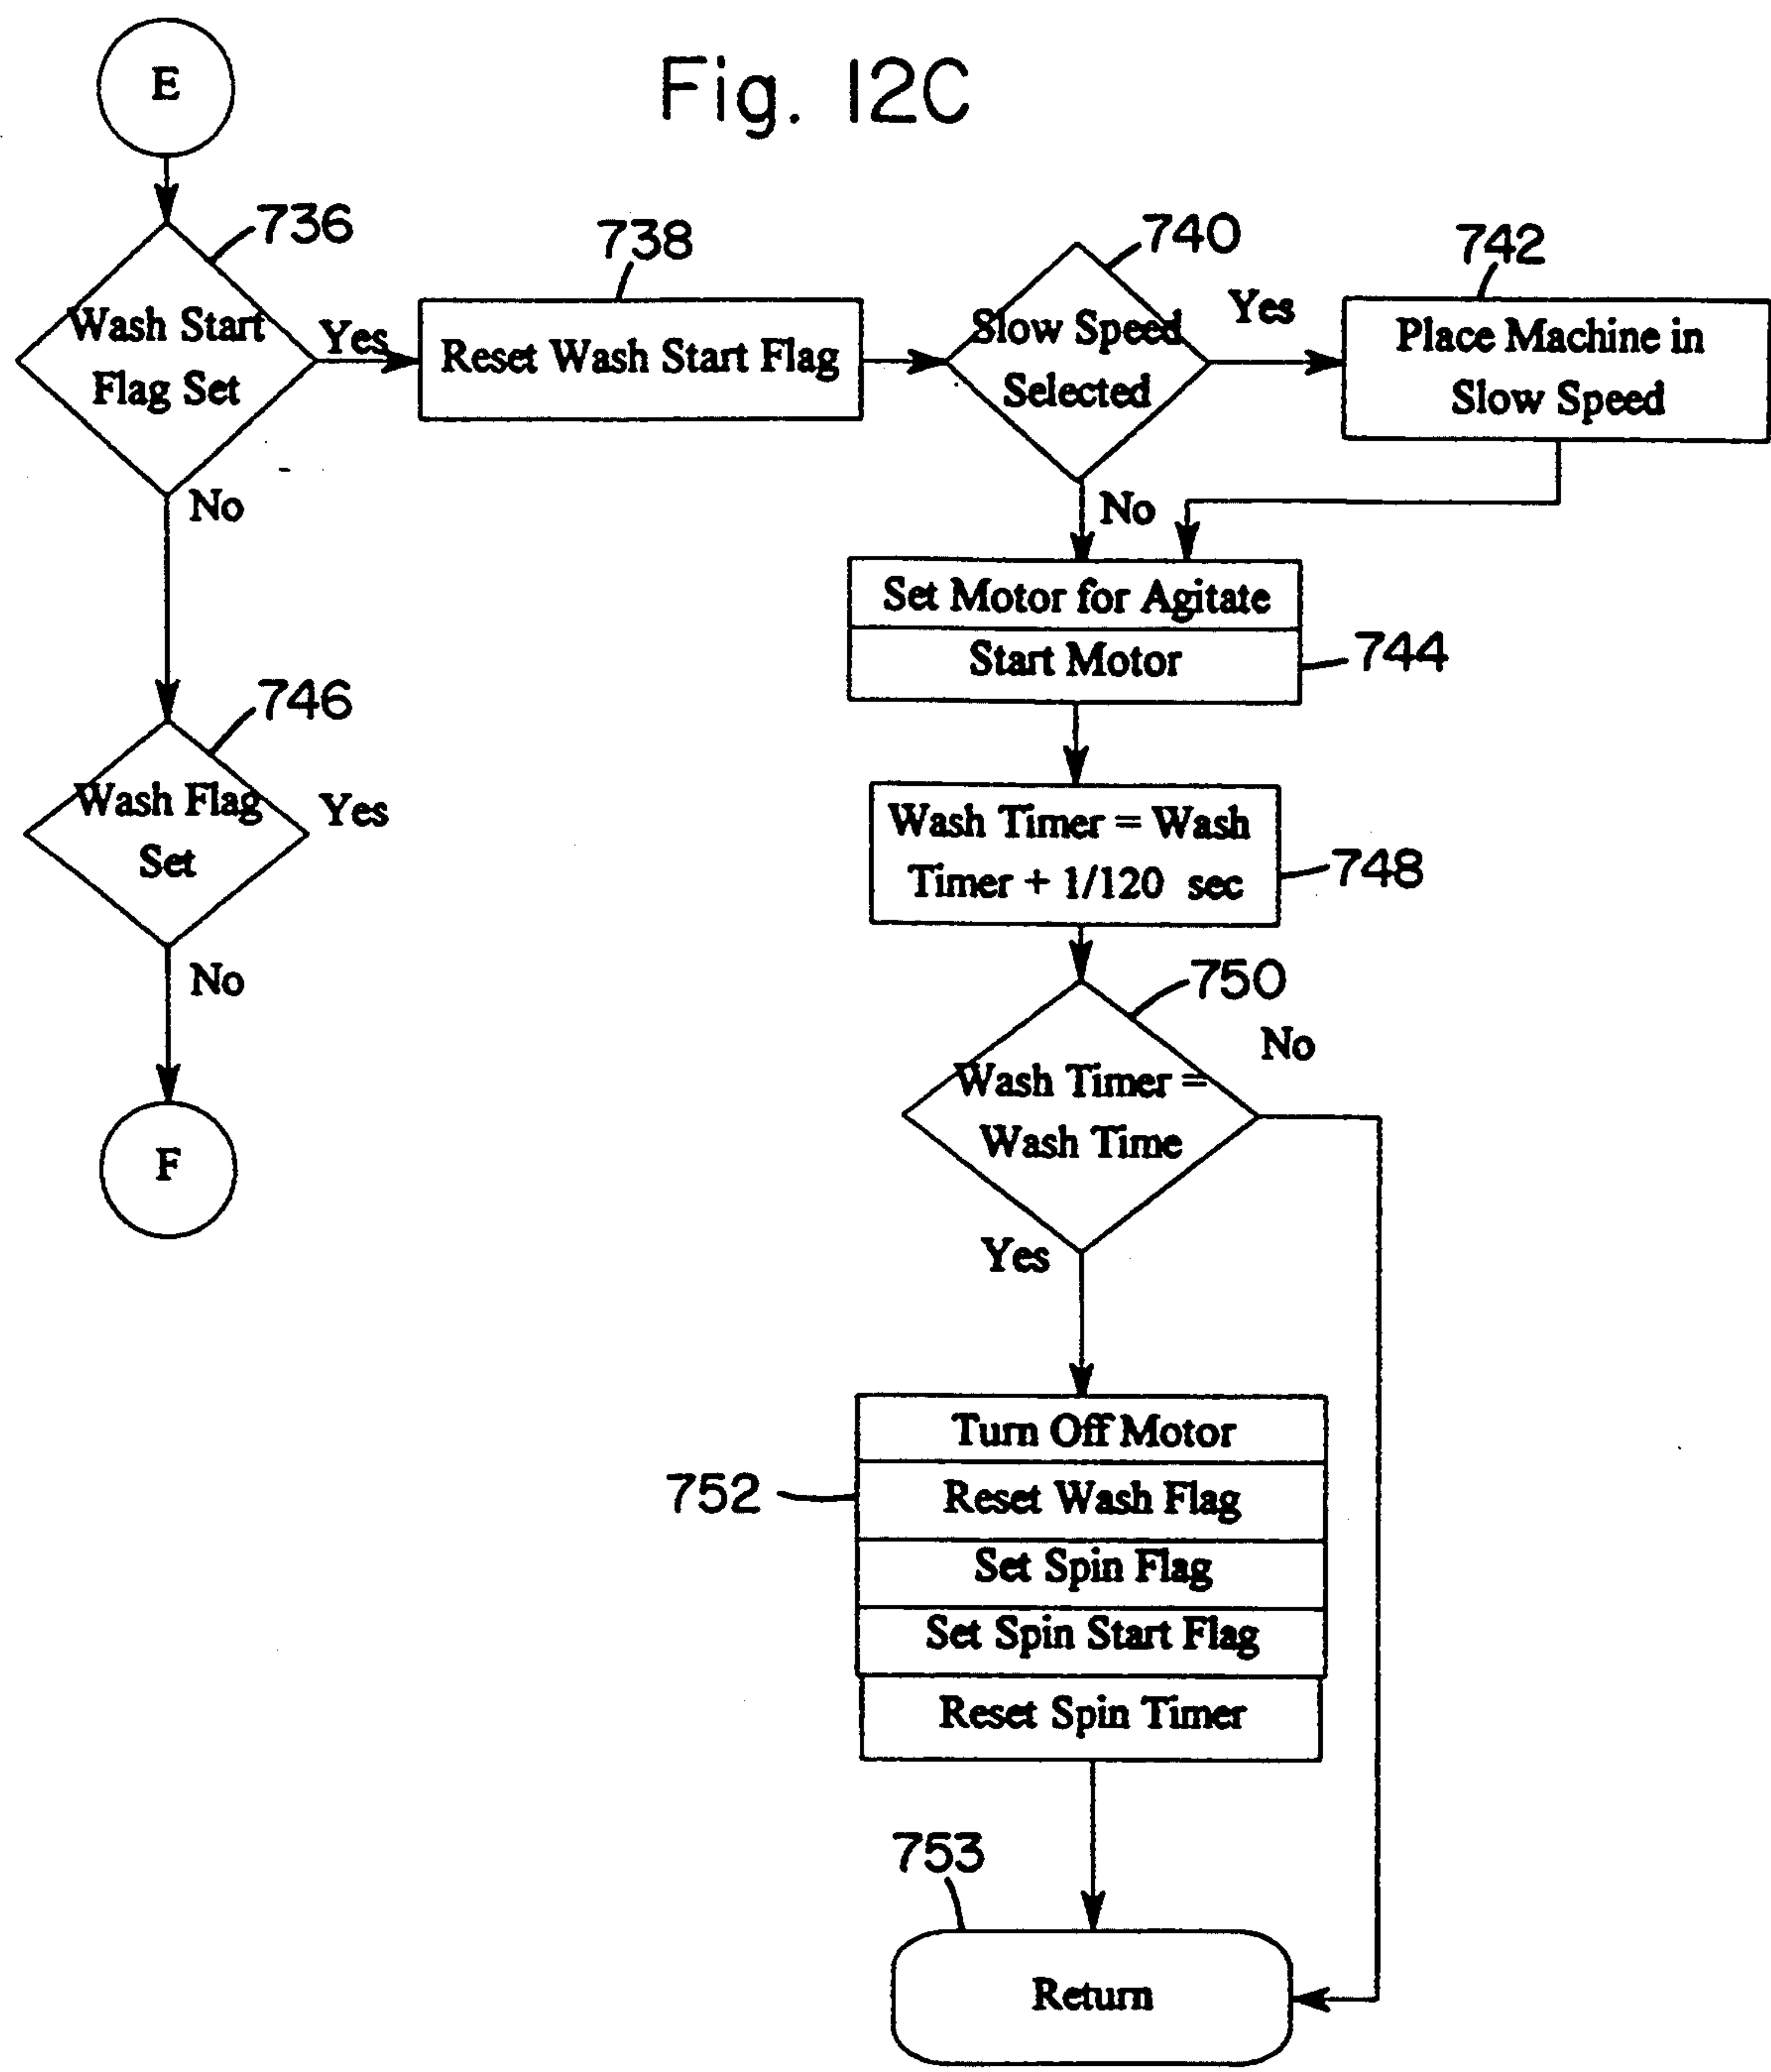 Fig. 12C
E
736
Wash Start
Flag Set
Yes
No
738
Reset Wash Start Flag
740
Slow Speed
Selected
Yes
No
742
Place Machine in
Slow Speed
Set Motor for Agitate
Start Motor
744
746
Wash Flag
Set
Yes
No
F
Wash Timer = Wash
Timer + 1/120 sec
748
750
Wash Timer =
Wash Time
No
Yes
752
Turn Off Motor
Reset Wash Flag
Set Spin Flag
Set Spin Start Flag
Reset Spin Timer
753
Return